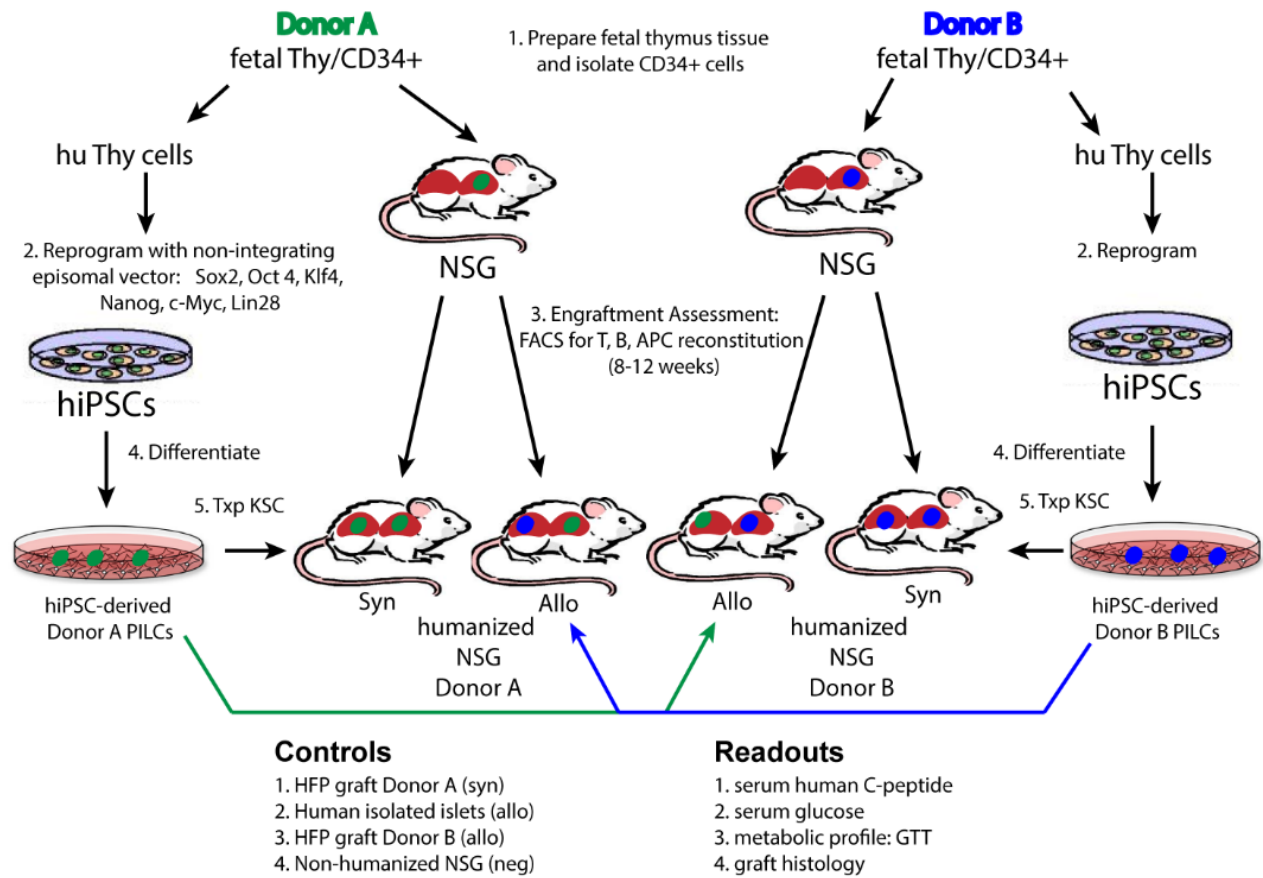 Donor A
fetal Thy/CD34+
1. Prepare fetal thymus tissue
and isolate CD34+ cells
Donor B
fetal Thy/CD34+
hu Thy cells
hu Thy cells
NSG
NSG
2. Reprogram with non-integrating
episomal vector: Sox2, Oct 4, Klf4,
Nanog, c-Myc, Lin28
2. Reprogram
3. Engraftment Assessment:
FACS for T, B, APC reconstitution
(8-12 weeks)
hiPSCs
hiPSCs
4. Differentiate
4. Differentiate
5. Txp KSC
5. Txp KSC
Syn
Allo
Allo
Syn
hiPSC-derived
Donor A PILCs
humanized
NSG
Donor A
humanized
NSG
Donor B
hiPSC-derived
Donor B PILCs
Controls
1. HFP graft Donor A (syn)
2. Human isolated islets (allo)
3. HFP graft Donor B (allo)
4. Non-humanized NSG (neg)
Readouts
1. serum human C-peptide
2. serum glucose
3. metabolic profile: GTT
4. graft histology